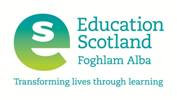 Education
Scotland
Foghlam Alba
Transforming lives through learning